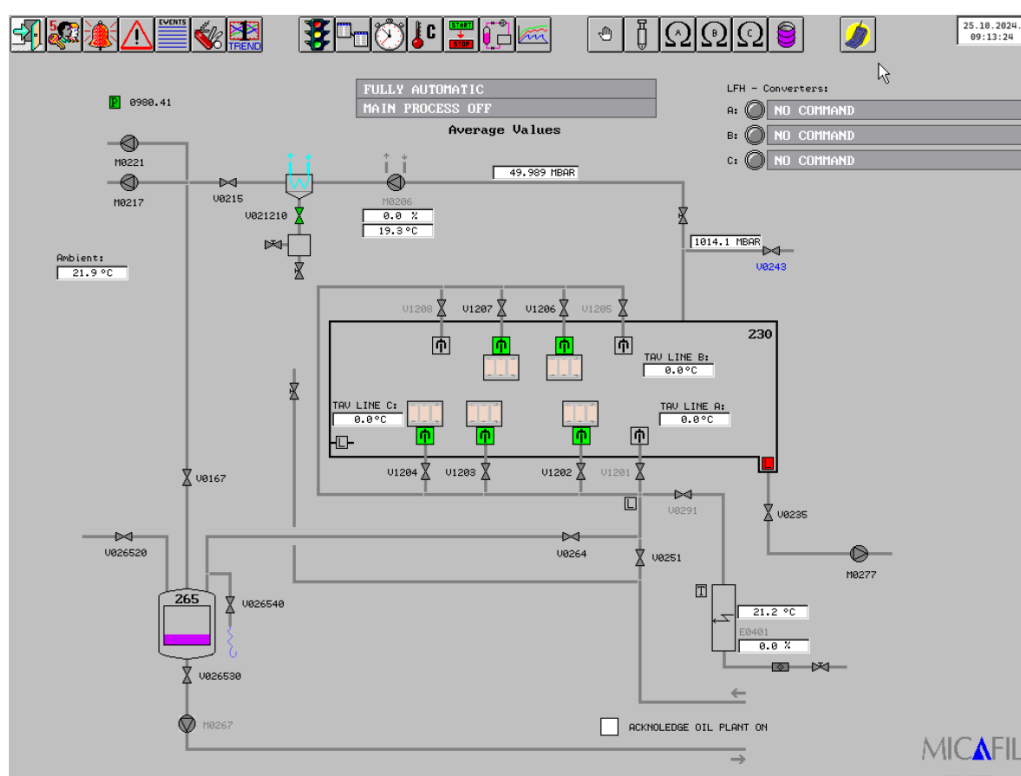 EVENTS
TREND
C
START
STOP
Ω
Ω B
Ω C
25.10.2024.
09:13:24
P 0980.41
FULLY AUTOMATIC
MAIN PROCESS OFF
Average Values
LFH - Converters:
A: NO COMMAND
B: NO COMMAND
C: NO COMMAND
M0221
M0217
V0215
V021210
M0206
0.0 %
19.3 °C
49.989 MBAR
1014.1 MBAR
V0243
Ambient:
21.9 °C
V1208
V1207
V1206
V1205
230
TAV LINE B:
0.0°C
TAV LINE C:
0.0°C
TAV LINE A:
0.0°C
L
L
V1204
V1203
V1202
V1201
L
V0291
V0167
V0235
V026520
V0264
V0251
M0277
265
V026540
T
21.2 °C
E0401
0.0 %
V026530
M0267
ACKNOLEDGE OIL PLANT ON
MICAFIL